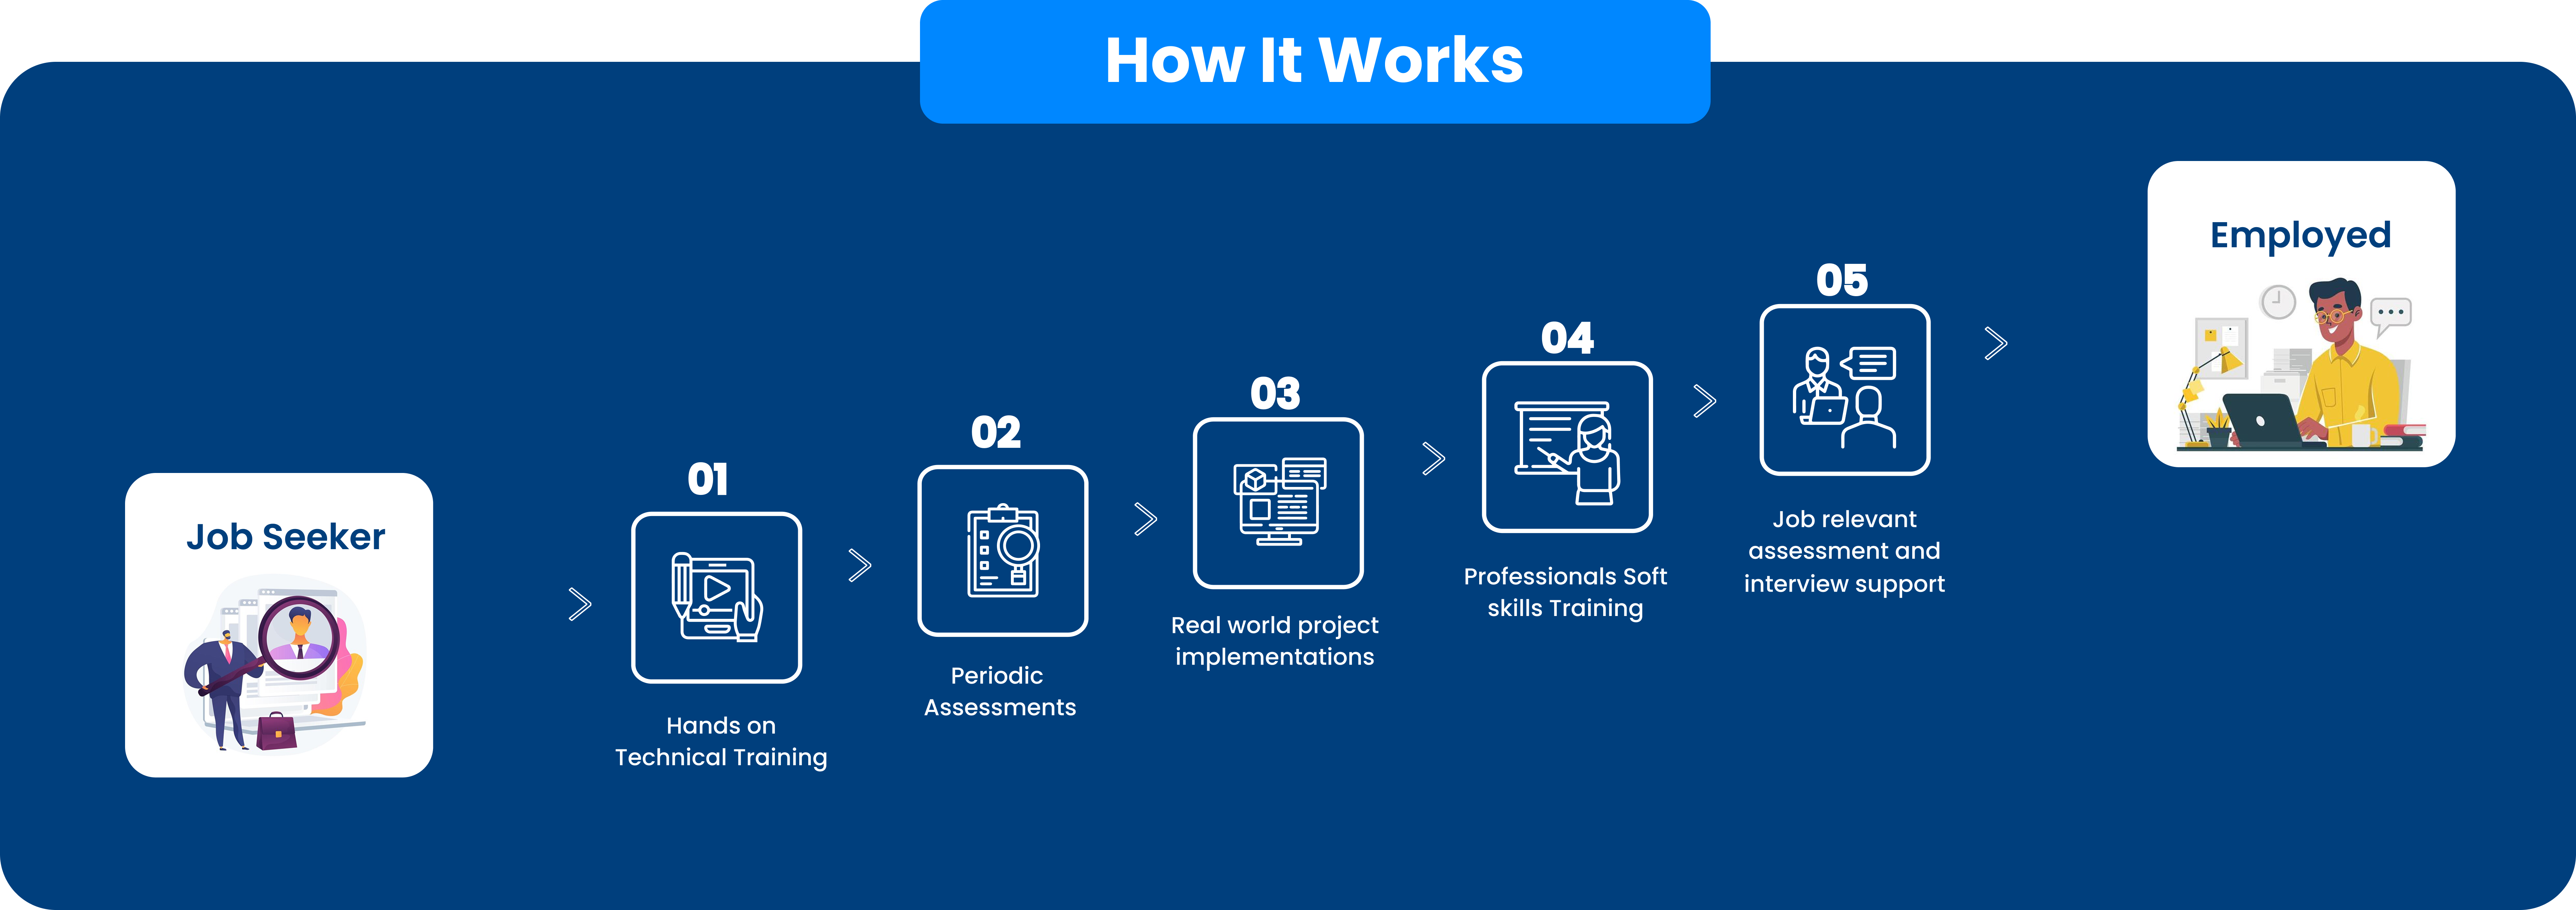 How It Works
Job Seeker
01
Hands on
Technical Training
02
Periodic
Assessments
03
Real world project
implementations
04
Professionals Soft
skills Training
05
Job relevant
assessment and
interview support
Employed